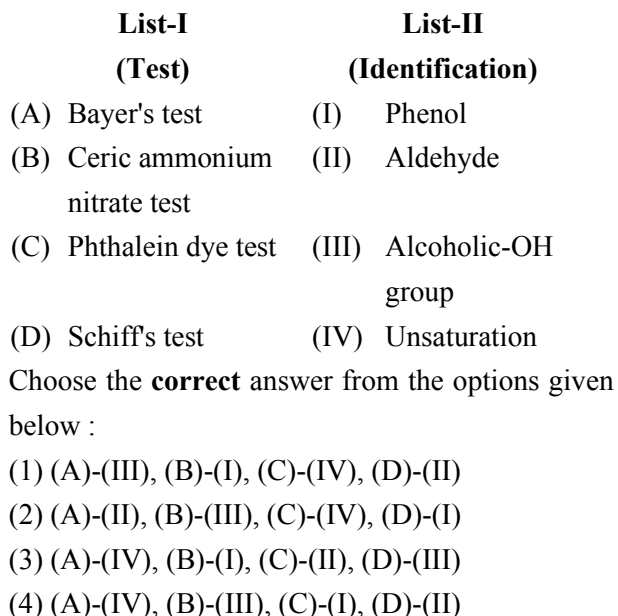 List-I List-II
(Test) (Identification)
(A) Bayer's test (I) Phenol
(B) Ceric ammonium (II) Aldehyde
nitrate test
(C) Phthalein dye test (III) Alcoholic-OH
group
(D) Schiff's test (IV) Unsaturation
Choose the correct answer from the options given
below :
(1) (A)-(III), (B)-(I), (C)-(IV), (D)-(II)
(2) (A)-(II), (B)-(III), (C)-(IV), (D)-(I)
(3) (A)-(IV), (B)-(I), (C)-(II), (D)-(III)
(4) (A)-(IV), (B)-(III), (C)-(I), (D)-(II)